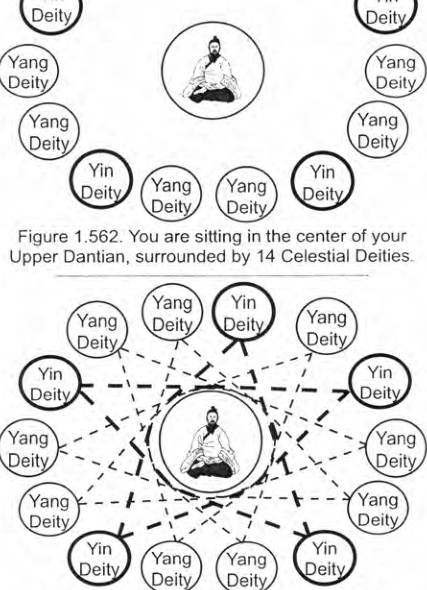 Deity
Deity
Yang
Deity
Yang
Deity
Yang
Deity
Yang
Deity
Yin
Deity
Yang
Deity
Yang
Deity
Yin
Deity
Figure 1.562. You are sitting in the center of your
Upper Dantian, surrounded by 14 Celestial Deities.
Yang
Deity
Yang
Deity
Yin
Deity
Yang
Deity
Yin
Deity
Yin
Deity
Yang
Deity
Yang
Deity
Yang
Deity
Yang
Deity
Yin
Deity
Yang
Deity
Yang
Deity
Yin
Deity